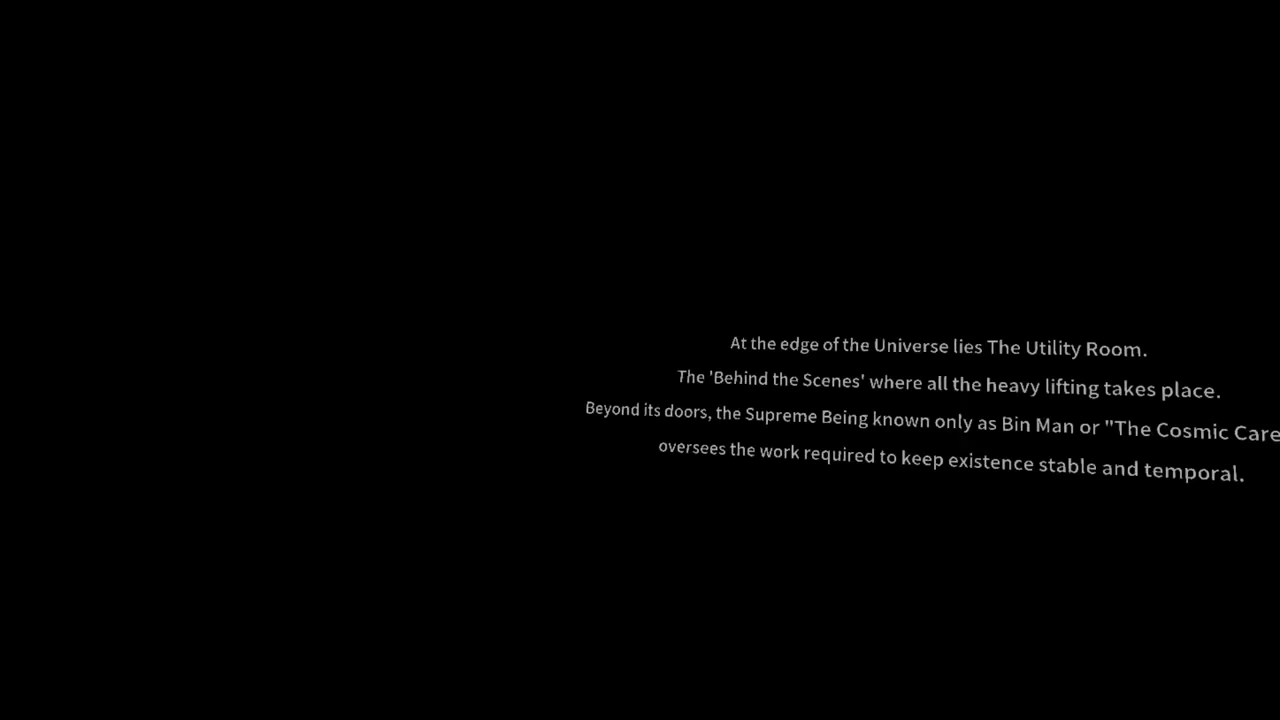 At the edge of the Universe lies The Utility Room.
The 'Behind the Scenes' where all the heavy lifting takes place.
Beyond its doors, the Supreme Being known only as Bin Man or "The Cosmic Care
oversees the work required to keep existence stable and temporal.